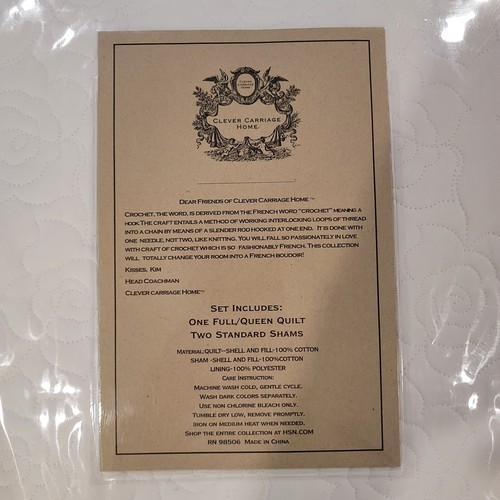 CLEVER
CARRIAGE
HOME
CLEVER CARRIAGE
HOME
DEAR FRIENDS OF CLEVER CARRIAGE HOME™
CROCHET, THE WORD, IS DERIVED FROM THE FRENCH WORD "CROCHET" MEANING A
HOOK.THE CRAFT ENTAILS A METHOD OF WORKING INTERLOCKING LOOPS OF THREAD
INTO A CHAIN BY MEANS OF A SLENDER ROD HOOKED AT ONE END. IT IS DONE WITH
ONE NEEDLE, NOT TWO, LIKE KNITTING. YOU WILL FALL SO PASSIONATELY IN LOVE
WITH CRAFT OF CROCHET WHICH IS SO FASHIONABLY FRENCH. THIS COLLECTION
WILL TOTALLY CHANGE YOUR ROOM INTO A FRENCH BOUDOIR!
KISSES, KIM
HEAD COACHMAN
CLEVER CARRIAGE HOME™
SET INCLUDES:
ONE FULL/QUEEN QUILT
TWO STANDARD SHAMS
MATERIAL:QUILT--SHELL AND FILL-100% COTTON
SHAM -SHELL AND FILL-100%COTTON
LINING-100% POLYESTER
CARE INSTRUCTION:
MACHINE WASH COLD, GENTLE CYCLE.
WASH DARK COLORS SEPARATELY.
USE NON CHLORINE BLEACH ONLY.
TUMBLE DRY LOW, REMOVE PROMPTLY.
IRON ON MEDIUM HEAT WHEN NEEDED.
SHOP THE ENTIRE COLLECTION AT HSN.COM
RN 98506 MADE IN CHINA